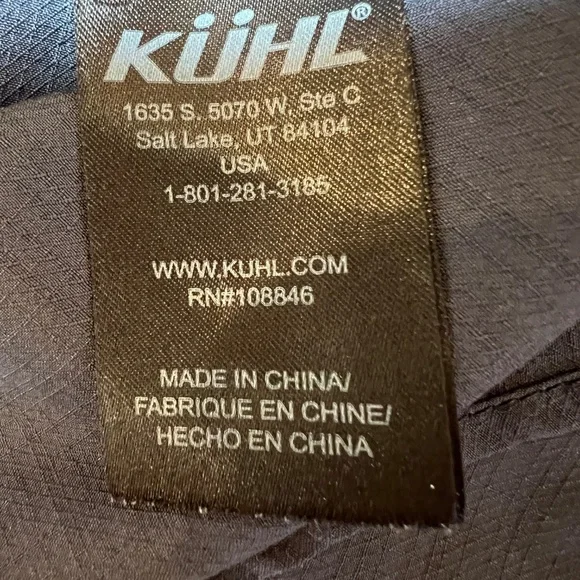 KÜHL®
1635 S. 5070 W, Ste C
Salt Lake, UT 84104
USA
1-801-281-3185
WWW.KUHL.COM
RN#108846
MADE IN CHINA/
FABRIQUE EN CHINE/
HECHO EN CHINA